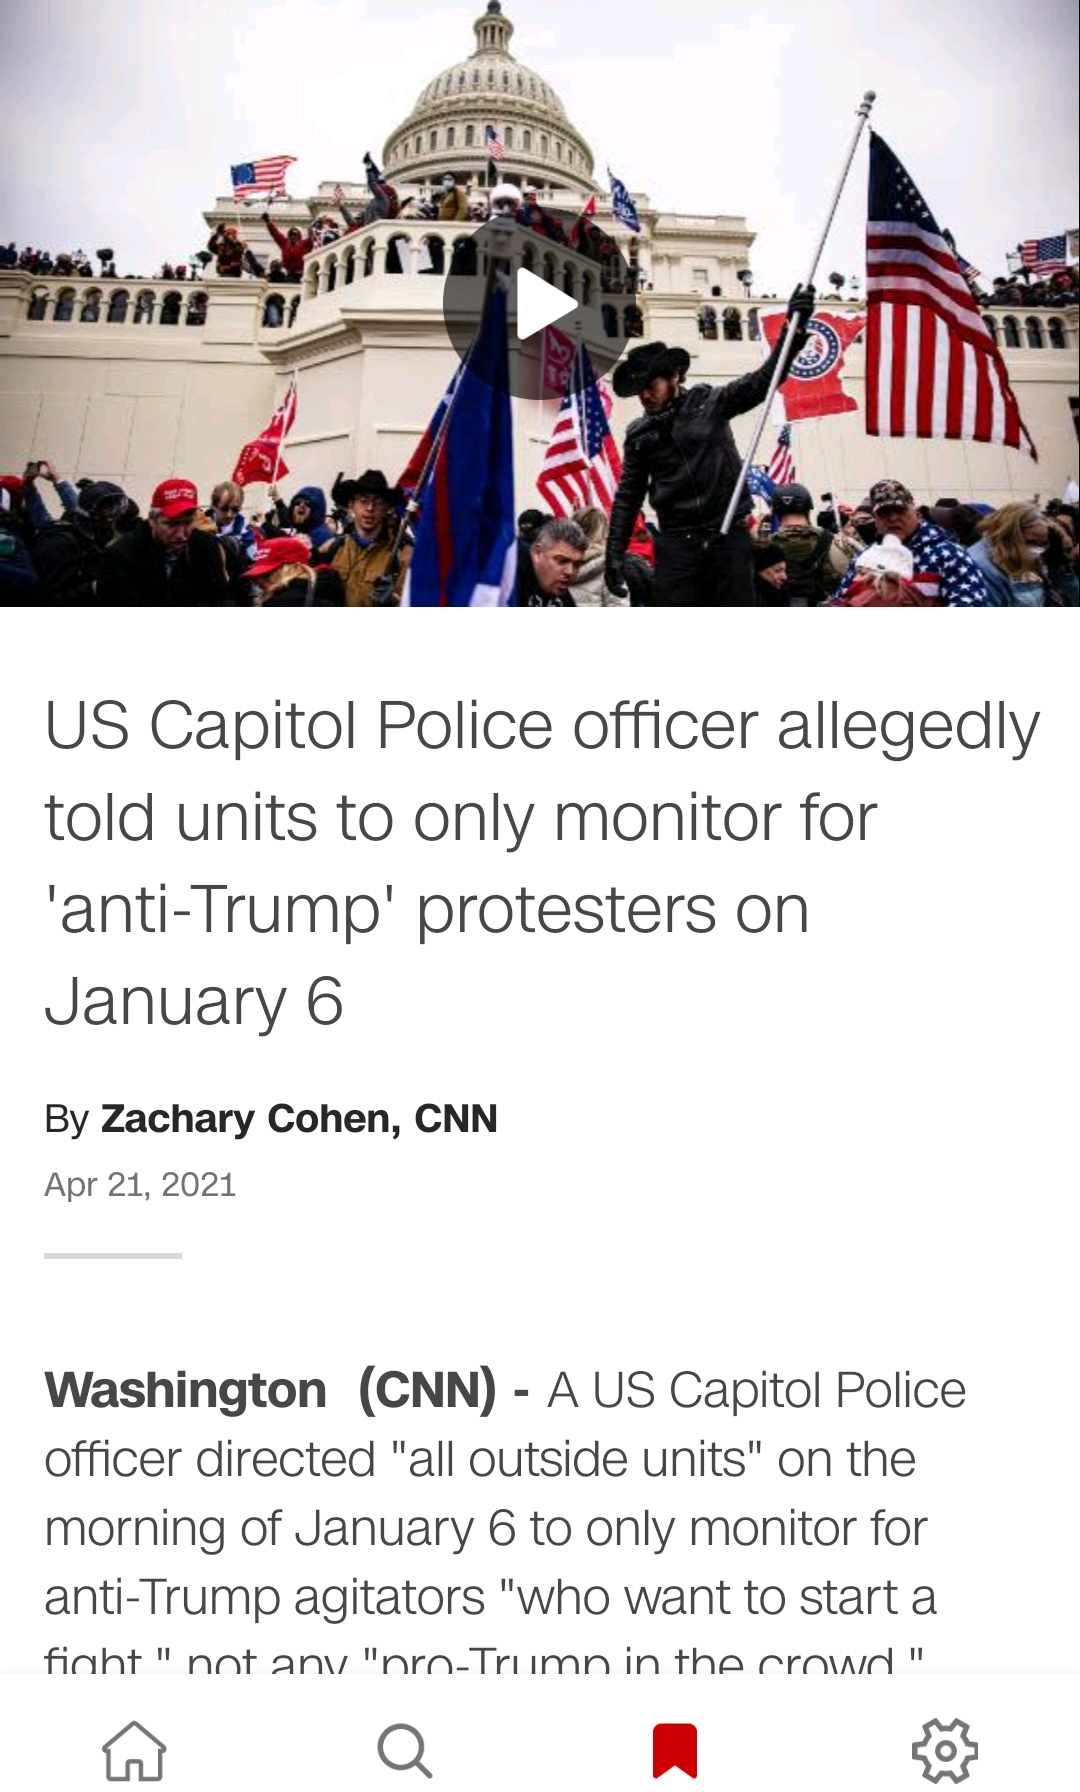 US Capitol Police officer allegedly
told units to only monitor for
'anti-Trump' protesters on
January 6
By Zachary Cohen, CNN
Apr 21, 2021
Washington (CNN) - A US Capitol Police
officer directed "all outside units" on the
morning of January 6 to only monitor for
anti-Trump agitators "who want to start a
fight," not any "pro-Trump in the crowd,"